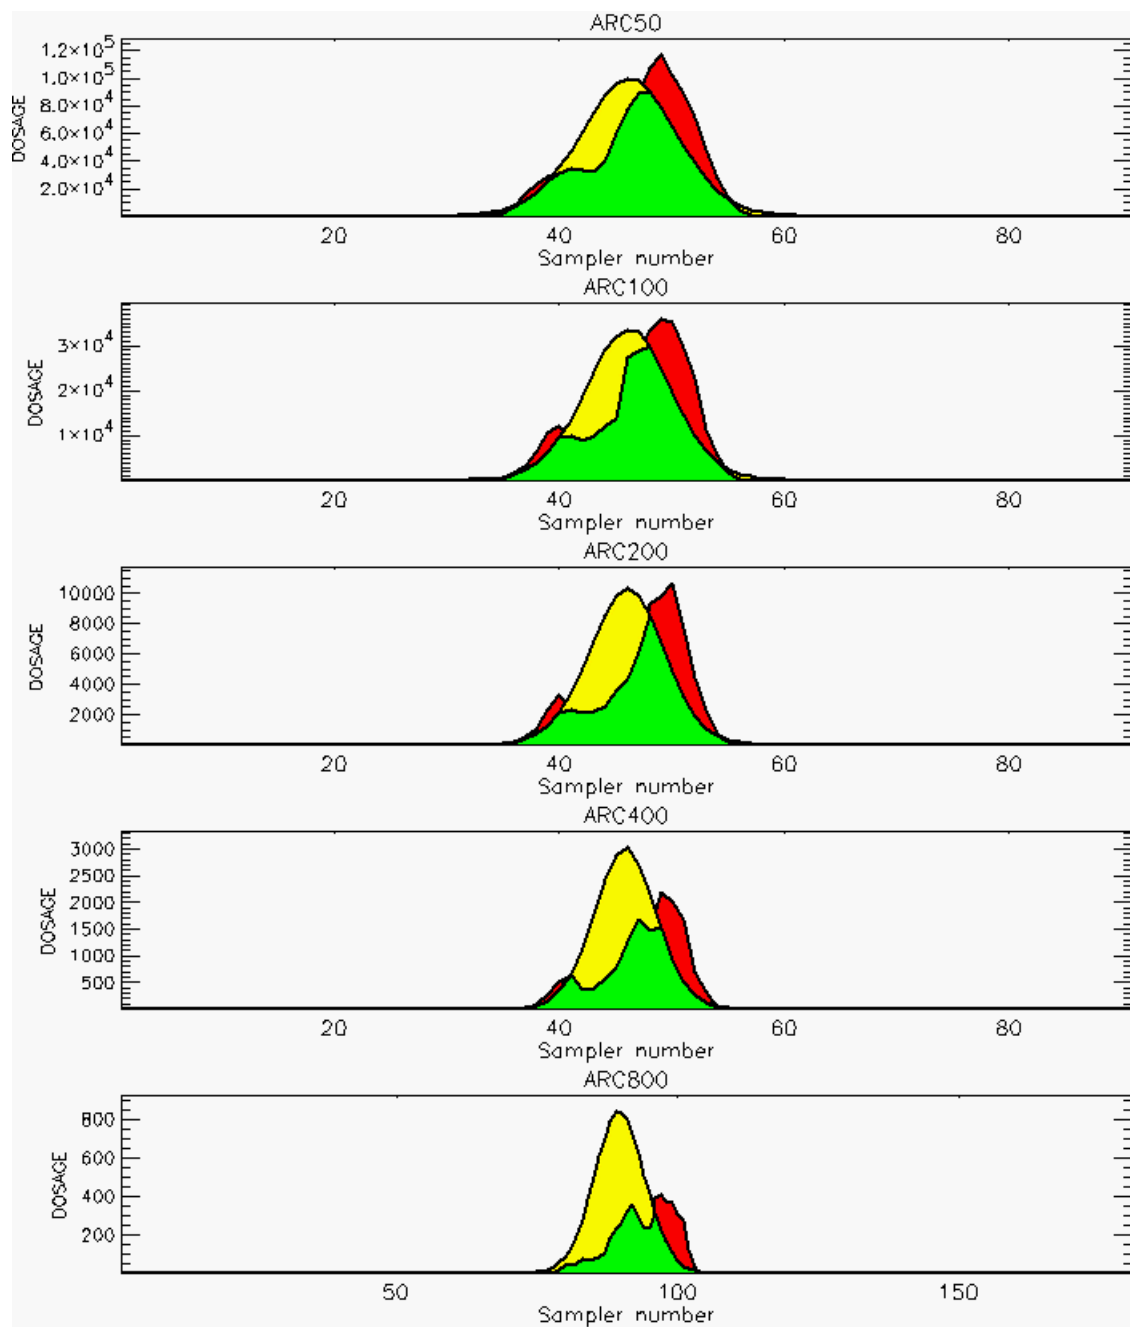 ARC50
1.2×10⁵
1.0×10⁵
8.0×10⁴
6.0×10⁴
4.0×10⁴
2.0×10⁴
DOSAGE
20 40 60 80
Sampler number
ARC100
3×10⁴
2×10⁴
1×10⁴
DOSAGE
20 40 60 80
Sampler number
ARC200
10000
8000
6000
4000
2000
DOSAGE
20 40 60 80
Sampler number
ARC400
3000
2500
2000
1500
1000
500
DOSAGE
20 40 60 80
Sampler number
ARC800
800
600
400
200
DOSAGE
50 100 150
Sampler number